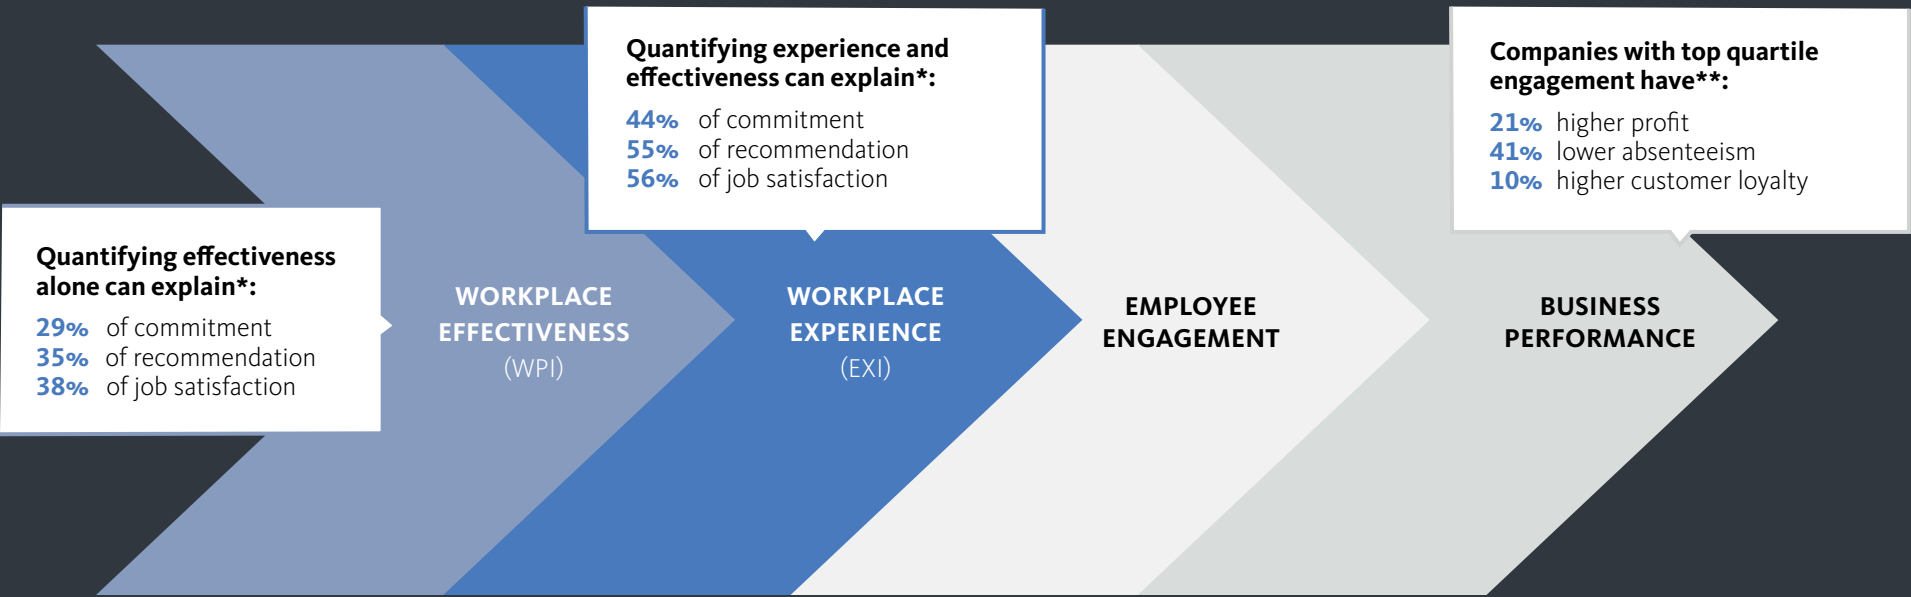 Quantifying effectiveness
alone can explain*:
29% of commitment
35% of recommendation
38% of job satisfaction
WORKPLACE
EFFECTIVENESS
(WPI)
Quantifying experience and
effectiveness can explain*:
44% of commitment
55% of recommendation
56% of job satisfaction
WORKPLACE
EXPERIENCE
(EXI)
EMPLOYEE
ENGAGEMENT
Companies with top quartile
engagement have**:
21% higher profit
41% lower absenteeism
10% higher customer loyalty
BUSINESS
PERFORMANCE